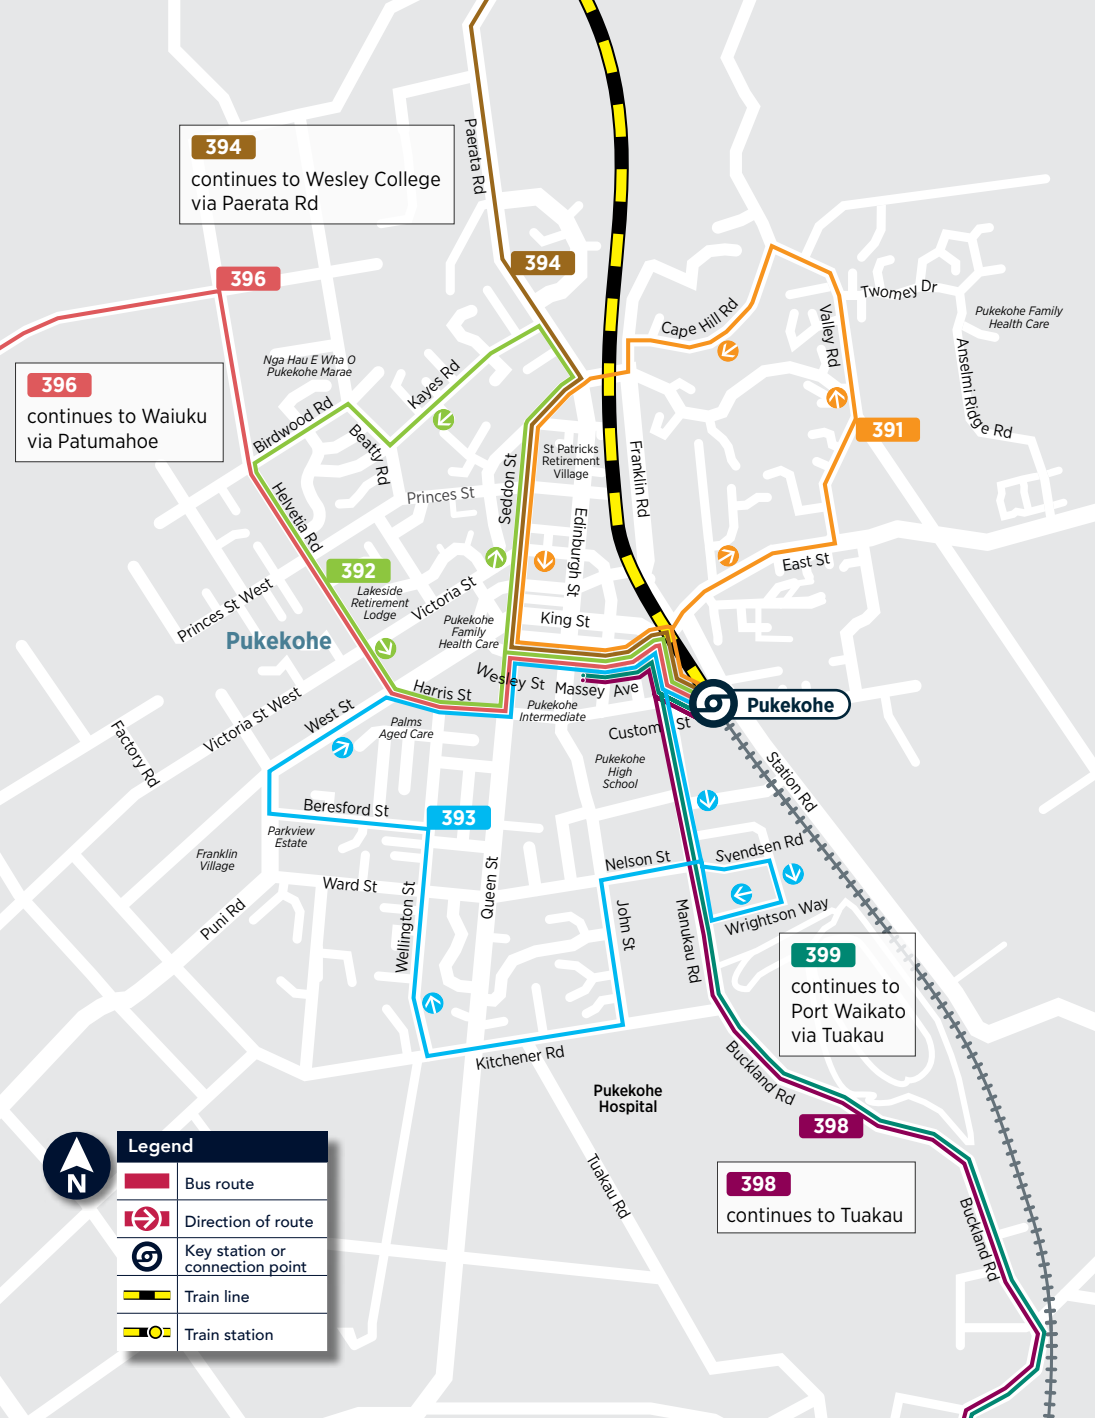 394
continues to Wesley College
via Paerata Rd
Paerata Rd
394
396
Twomey Dr
Pukekohe Family
Health Care
Cape Hill Rd
Valley Rd
Anselmi Ridge Rd
Nga Hau E Wha O
Pukekohe Marae
396
continues to Waiuku
via Patumahoe
Kayes Rd
Birdwood Rd
Beatty Rd
391
St Patricks
Retirement
Village
Franklin Rd
Seddon St
Princes St
Helvetia Rd
Edinburgh St
East St
392
Lakeside
Retirement
Lodge
Victoria St
Princes St West
Pukekohe
Pukekohe
Family
Health Care
King St
Wesley St
Massey Ave
Harris St
Pukekohe
Intermediate
Pukekohe
Custom St
Victoria St West
West St
Palms
Aged Care
Factory Rd
Pukekohe
High
School
Station Rd
Beresford St
393
Parkview
Estate
Franklin
Village
Svendsen Rd
Nelson St
Ward St
Queen St
Puni Rd
Wellington St
John St
Manukau Rd
Wrightson Way
399
continues to
Port Waikato
via Tuakau
Kitchener Rd
Buckland Rd
Pukekohe
Hospital
398
398
continues to Tuakau
Tuakau Rd
Buckland Rd
N
Legend
Bus route
Direction of route
Key station or
connection point
Train line
Train station